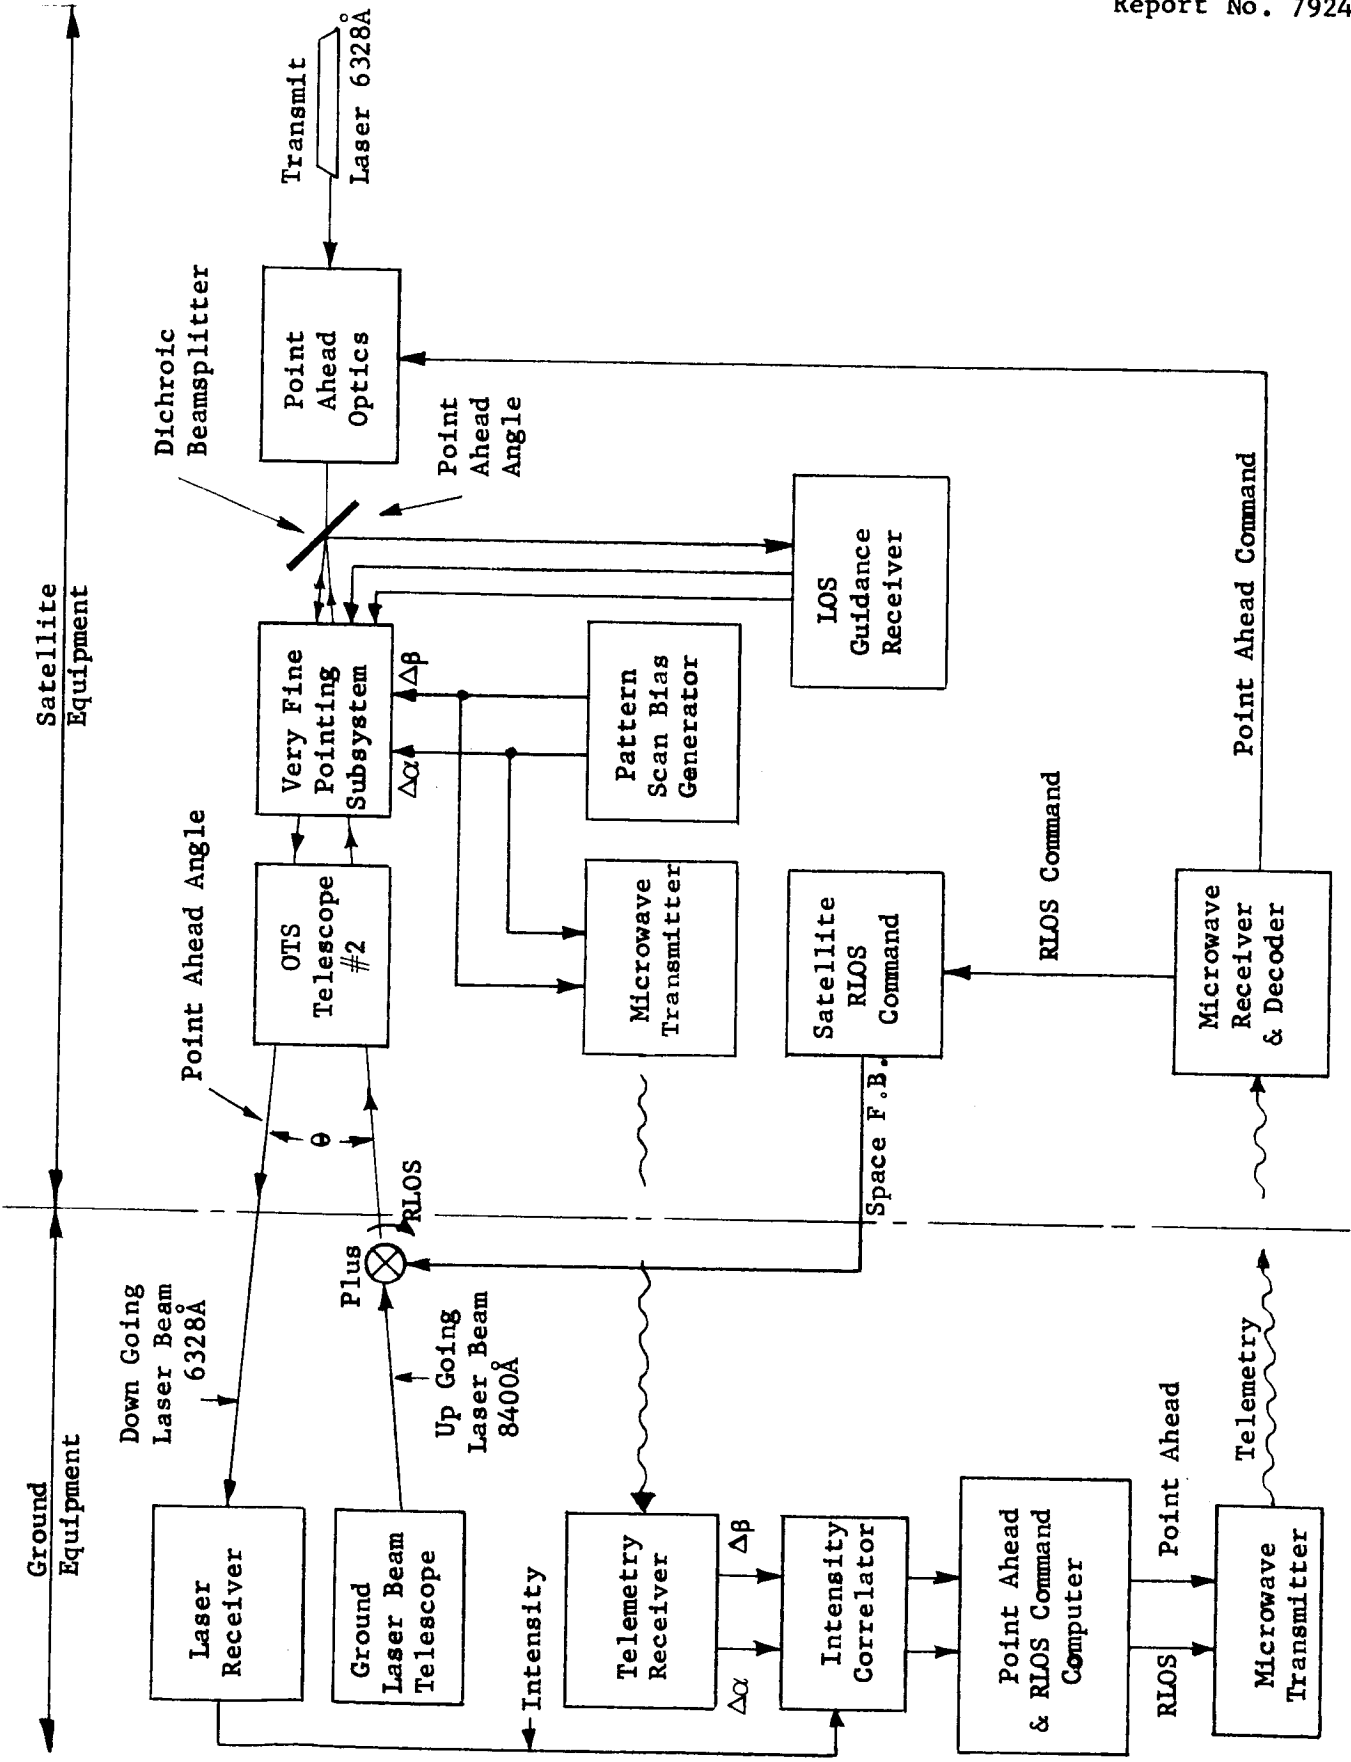 Report No. 7924
Satellite
Equipment
Ground
Equipment
Transmit
Laser 6328Å
Dichroic
Beamsplitter
Point
Ahead
Optics
Point
Ahead
Angle
Very Fine
Pointing
Subsystem
Δα
Δβ
Point Ahead Angle
OTS
Telescope
#2
θ
RLOS
Plus
Down Going
Laser Beam
6328Å
Up Going
Laser Beam
8400Å
Laser
Receiver
Ground
Laser Beam
Telescope
Intensity
LOS
Guidance
Receiver
Pattern
Scan Bias
Generator
Microwave
Transmitter
Satellite
RLOS
Command
Space F.B.
RLOS Command
Point Ahead Command
Microwave
Receiver
& Decoder
Telemetry
Receiver
Δα
Δβ
Intensity
Correlator
Point Ahead
& RLOS Command
Computer
RLOS
Point Ahead
Microwave
Transmitter
Telemetry